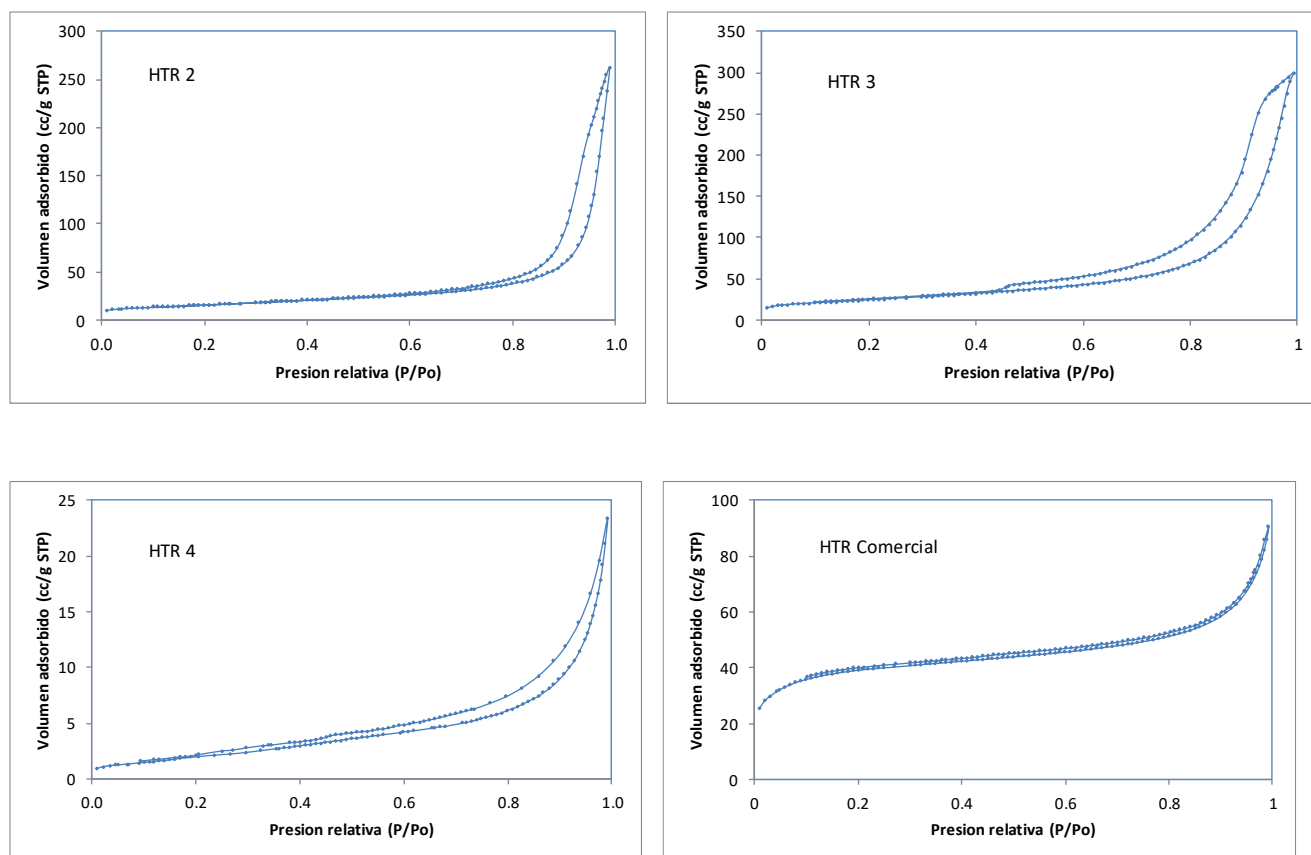 HTR 2
Volumen adsorbido (cc/g STP)
300
250
200
150
100
50
0
0.0 0.2 0.4 0.6 0.8 1.0
Presion relativa (P/Po)
HTR 3
Volumen adsorbido (cc/g STP)
350
300
250
200
150
100
50
0
0 0.2 0.4 0.6 0.8 1
Presion relativa (P/Po)
HTR 4
Volumen adsorbido (cc/g STP)
25
20
15
10
5
0
0.0 0.2 0.4 0.6 0.8 1.0
Presion relativa (P/Po)
HTR Comercial
Volumen adsorbido (cc/g STP)
100
80
60
40
20
0
0 0.2 0.4 0.6 0.8 1
Presion relativa (P/Po)